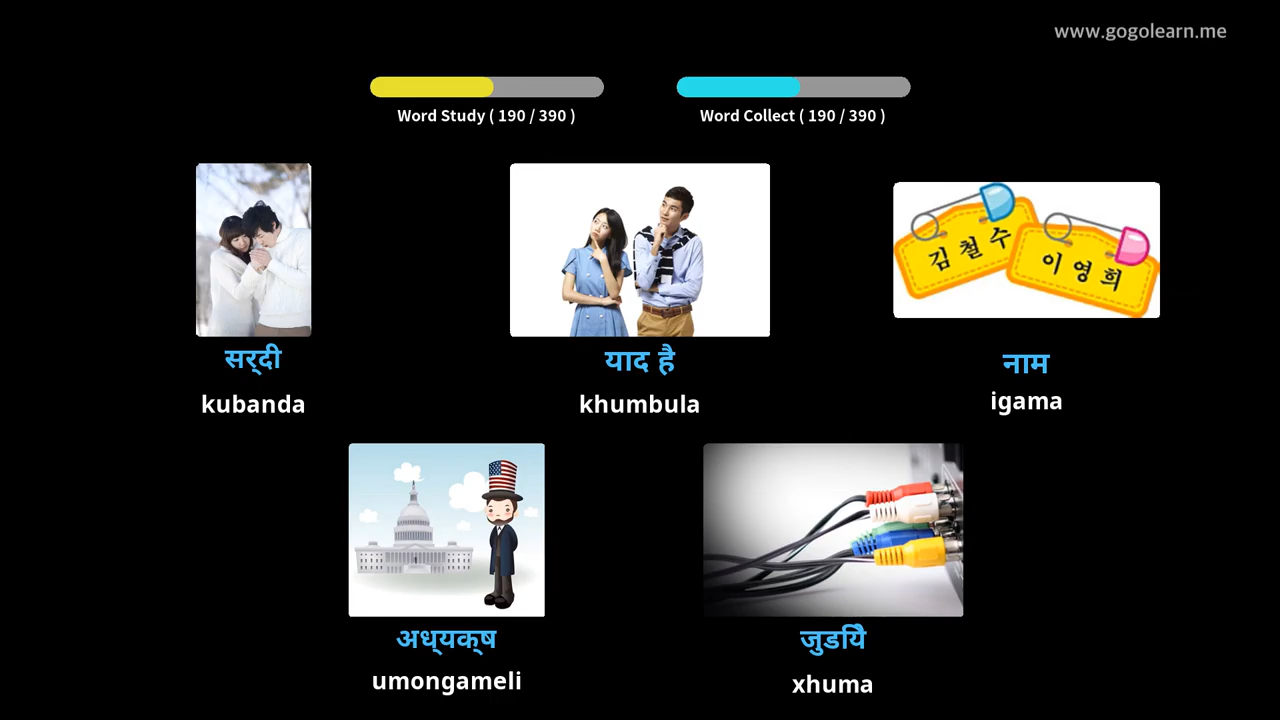 www.gogolearn.me
Word Study ( 190 / 390 )
Word Collect ( 190 / 390 )
김철수
이영희
सर्‌दी
याद है
नाम
kubanda
khumbula
igama
अध्‌यक्‌ष
जुडयिे
umongameli
xhuma